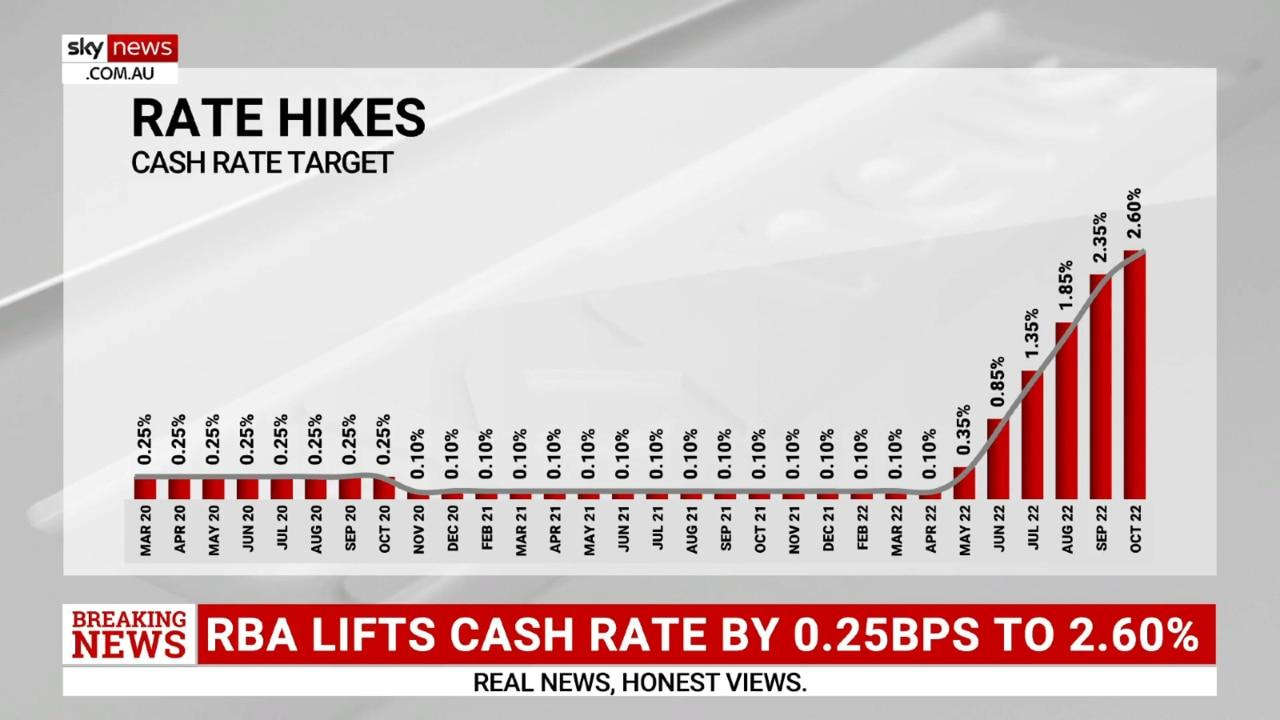 sky news
.COM.AU
RATE HIKES
CASH RATE TARGET
0.25% 0.25% 0.25% 0.25% 0.25% 0.25% 0.25% 0.25% 0.10% 0.10% 0.10% 0.10% 0.10% 0.10% 0.10% 0.10% 0.10% 0.10% 0.10% 0.10% 0.10% 0.10% 0.10% 0.10% 0.35% 0.85% 1.35% 1.85% 2.35% 2.60%
MAR 20 APR 20 MAY 20 JUN 20 JUL 20 AUG 20 SEP 20 OCT 20 NOV 20 DEC 20 FEB 21 MAR 21 APR 21 MAY 21 JUN 21 JUL 21 AUG 21 SEP 21 OCT 21 NOV 21 DEC 21 FEB 22 MAR 22 APR 22 MAY 22 JUN 22 JUL 22 AUG 22 SEP 22 OCT 22
BREAKING
NEWS
RBA LIFTS CASH RATE BY 0.25BPS TO 2.60%
REAL NEWS, HONEST VIEWS.